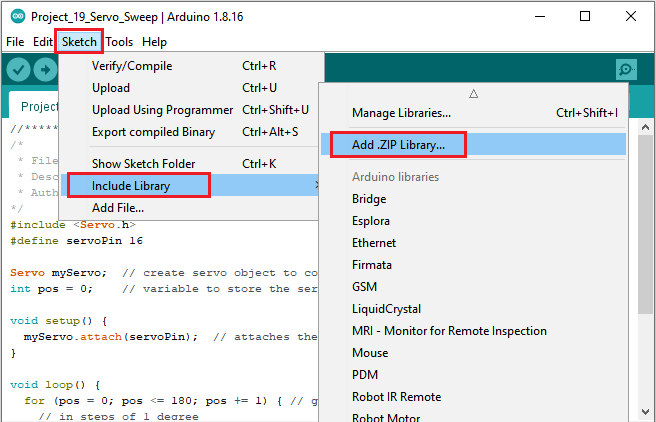 Project_19_Servo_Sweep | Arduino 1.8.16
File Edit Sketch Tools Help
Verify/Compile Ctrl+R
Upload Ctrl+U
Upload Using Programmer Ctrl+Shift+U
Export compiled Binary Ctrl+Alt+S
Show Sketch Folder Ctrl+K
Include Library
Add File...
Manage Libraries... Ctrl+Shift+I
Add .ZIP Library...
Arduino libraries
Bridge
Esplora
Ethernet
Firmata
GSM
LiquidCrystal
MRI - Monitor for Remote Inspection
Mouse
PDM
Robot IR Remote
Robot Motor
Project
//****
/*
* File
* Desc
* Auth
*/
#include <Servo.h>
#define servoPin 16
Servo myServo;  // create servo object to co
int pos = 0;    // variable to store the ser
void setup() {
myServo.attach(servoPin);  // attaches the
}
void loop() {
for (pos = 0; pos <= 180; pos += 1) { // g
// in steps of 1 degree